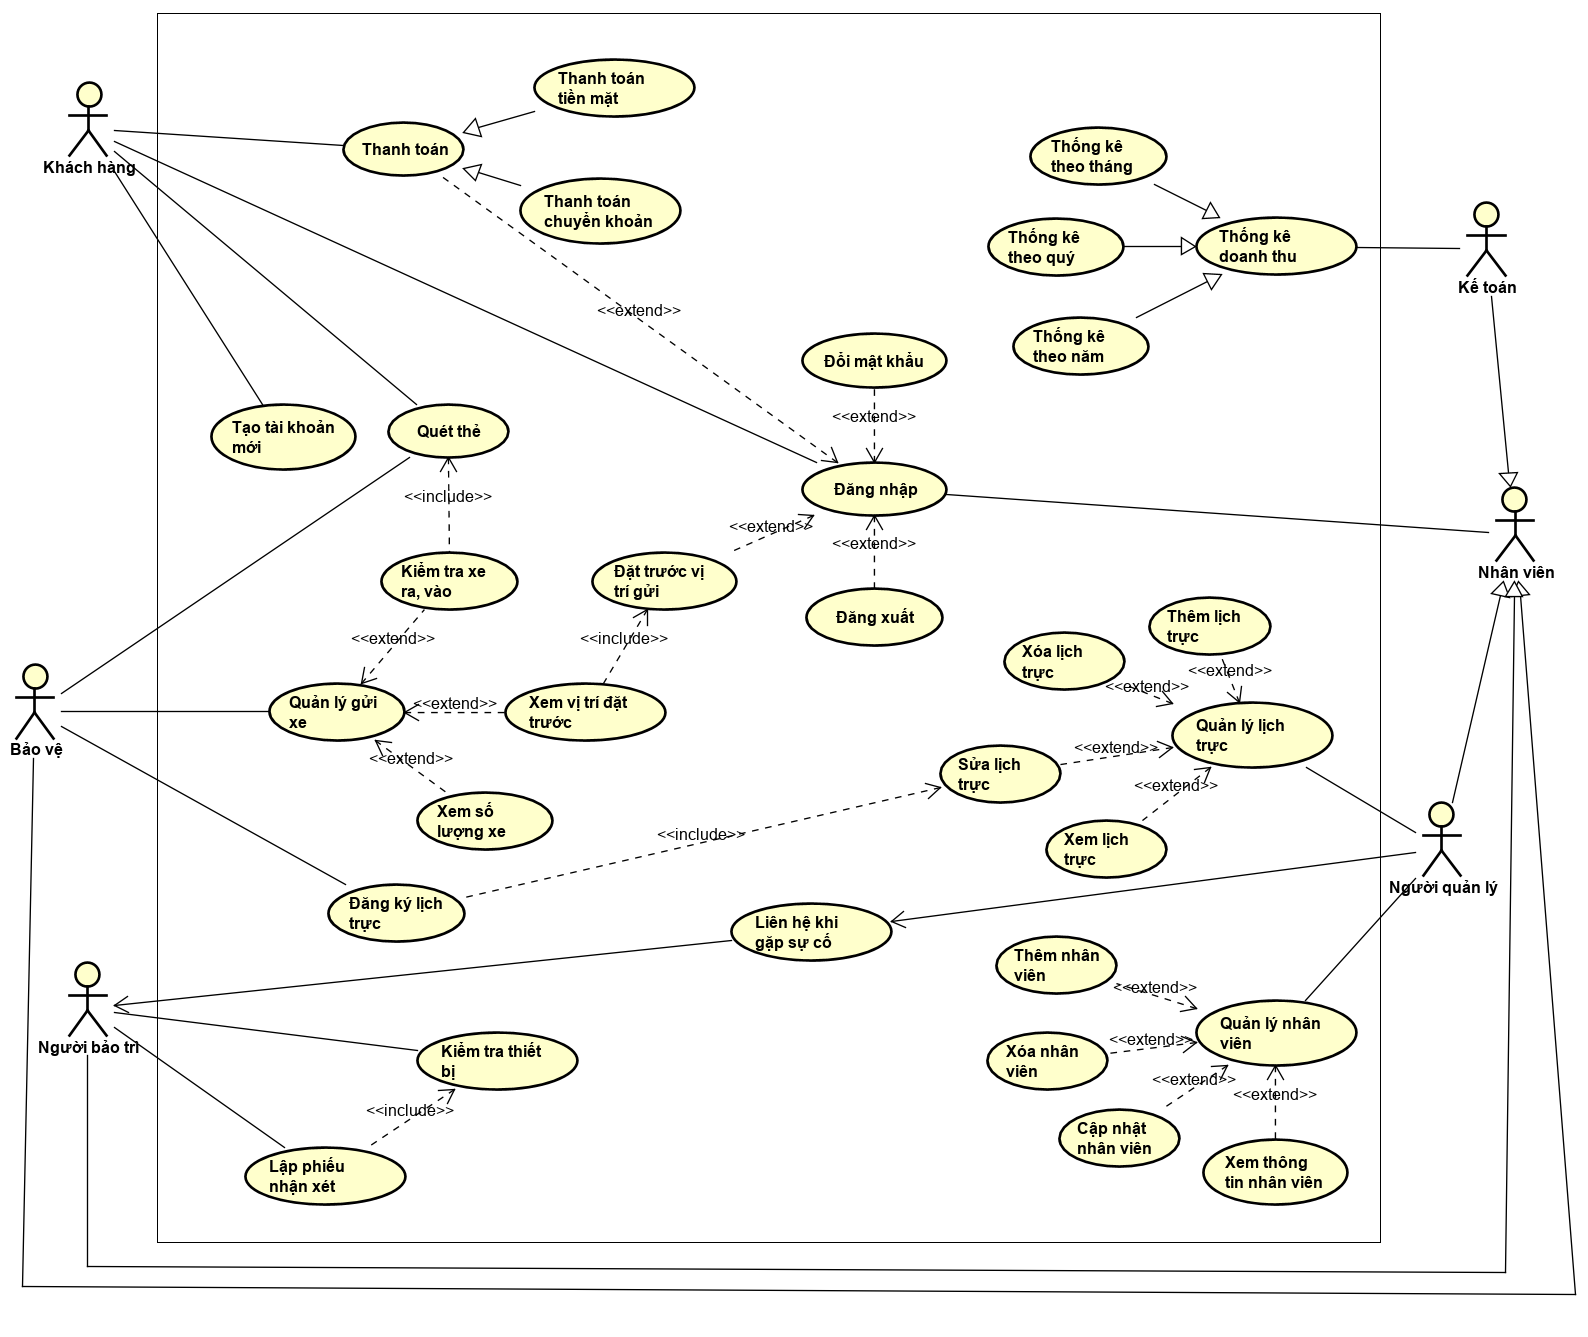 Thanh toán
tiền mặt
Khách hàng
Thanh toán
Thanh toán
chuyển khoản
Thống kê
theo tháng
Thống kê
theo quý
Thống kê
doanh thu
Kế toán
Thống kê
theo năm
<<extend>>
Đổi mật khẩu
<<extend>>
Tạo tài khoản
mới
Quét thẻ
<<include>>
Đăng nhập
<<extend>>
<<extend>>
Nhân viên
Kiểm tra xe
ra, vào
Đặt trước vị
trí gửi
Đăng xuất
<<extend>>
<<include>>
Thêm lịch
trực
Xóa lịch
trực
<<extend>>
<<extend>>
Bảo vệ
Quản lý gửi
xe
<<extend>>
Xem vị trí đặt
trước
Quản lý lịch
trực
<<extend>>
<<extend>>
Sửa lịch
trực
<<extend>>
Xem số
lượng xe
<<include>>
Xem lịch
trực
Người quản lý
Đăng ký lịch
trực
Liên hệ khi
gặp sự cố
Thêm nhân
viên
<<extend>>
Người bảo trì
Kiểm tra thiết
bị
Quản lý nhân
viên
<<extend>>
Xóa nhân
viên
<<extend>>
<<extend>>
<<include>>
Cập nhật
nhân viên
Lập phiếu
nhận xét
Xem thông
tin nhân viên